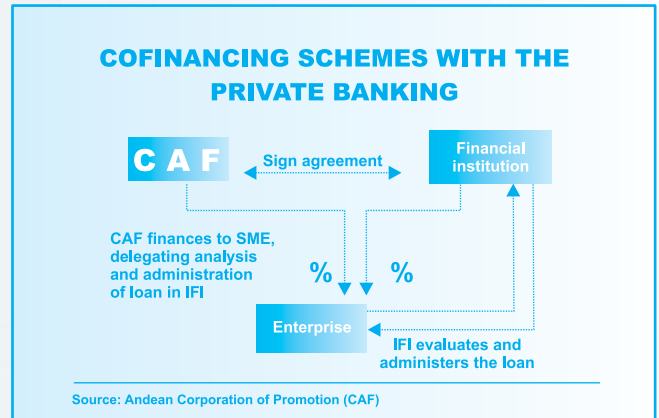 COFINANCING SCHEMES WITH THE
PRIVATE BANKING
C A F
Sign agreement
Financial
institution
CAF finances to SME,
delegating analysis
and administration
of loan in IFI
%
%
Enterprise
IFI evaluates and
administers the loan
Source: Andean Corporation of Promotion (CAF)